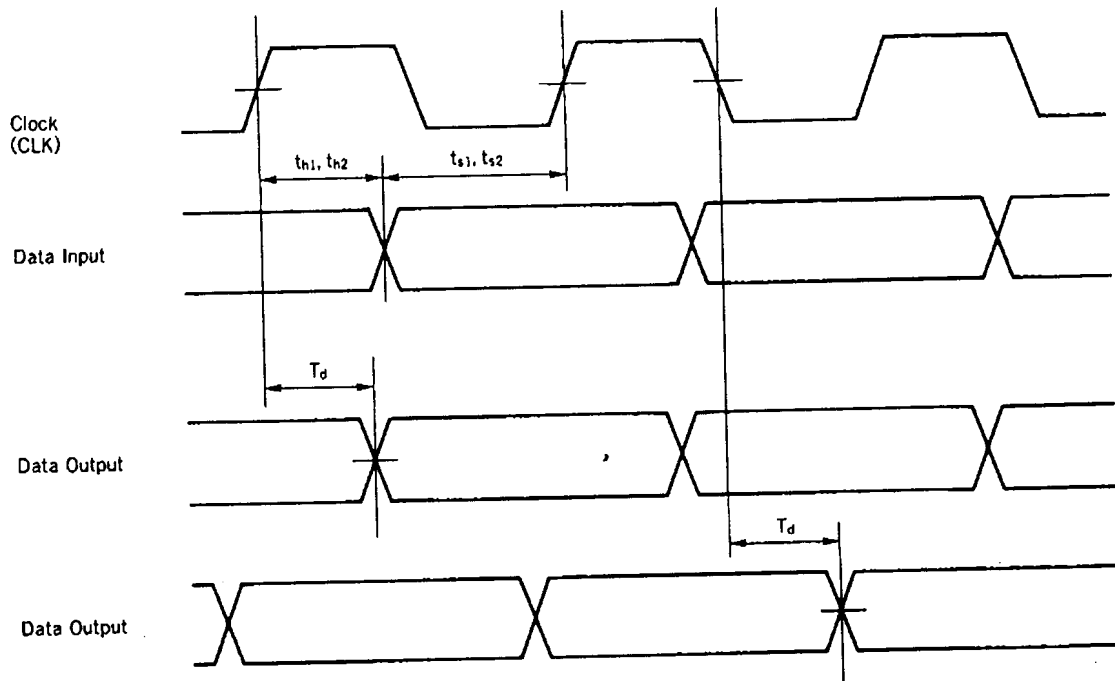 Clock
(CLK)
th1, th2
ts1, ts2
Data Input
Td
Data Output
Td
Data Output